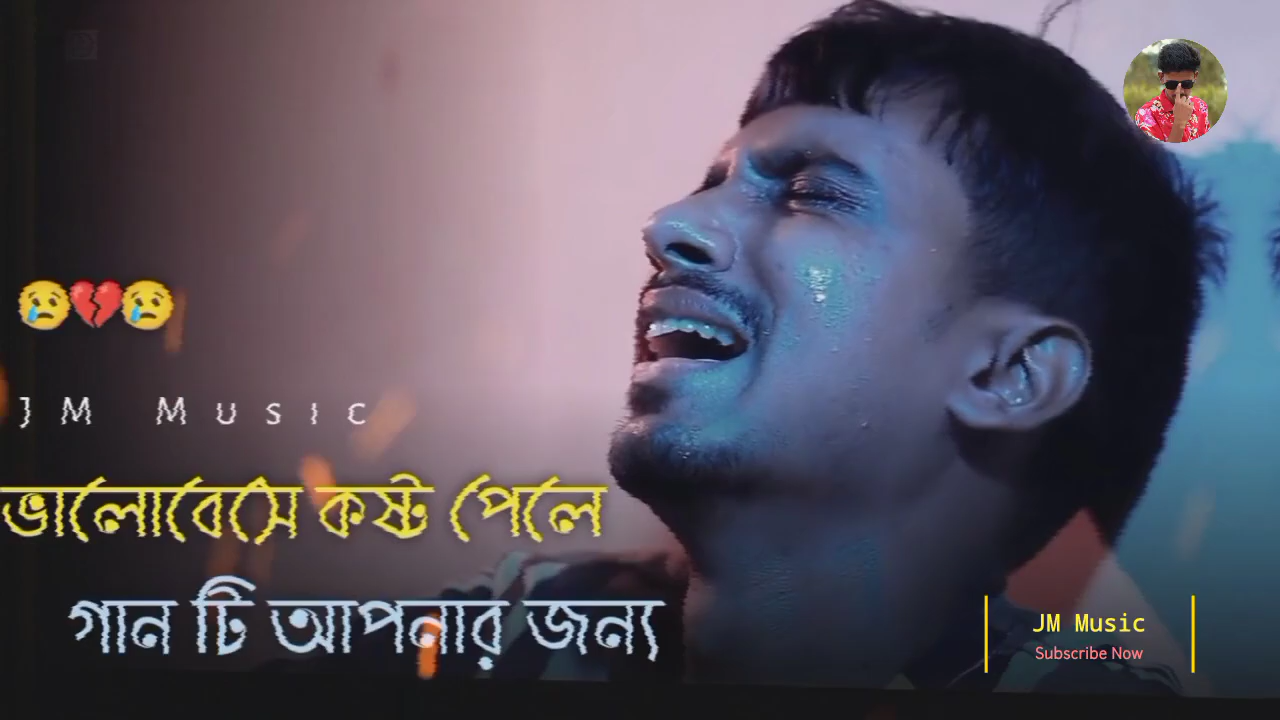 😢💔😢
JM Music
ভালোবেসে কষ্ট পেলে
গান টি আপনার জন্য
JM Music
Subscribe Now